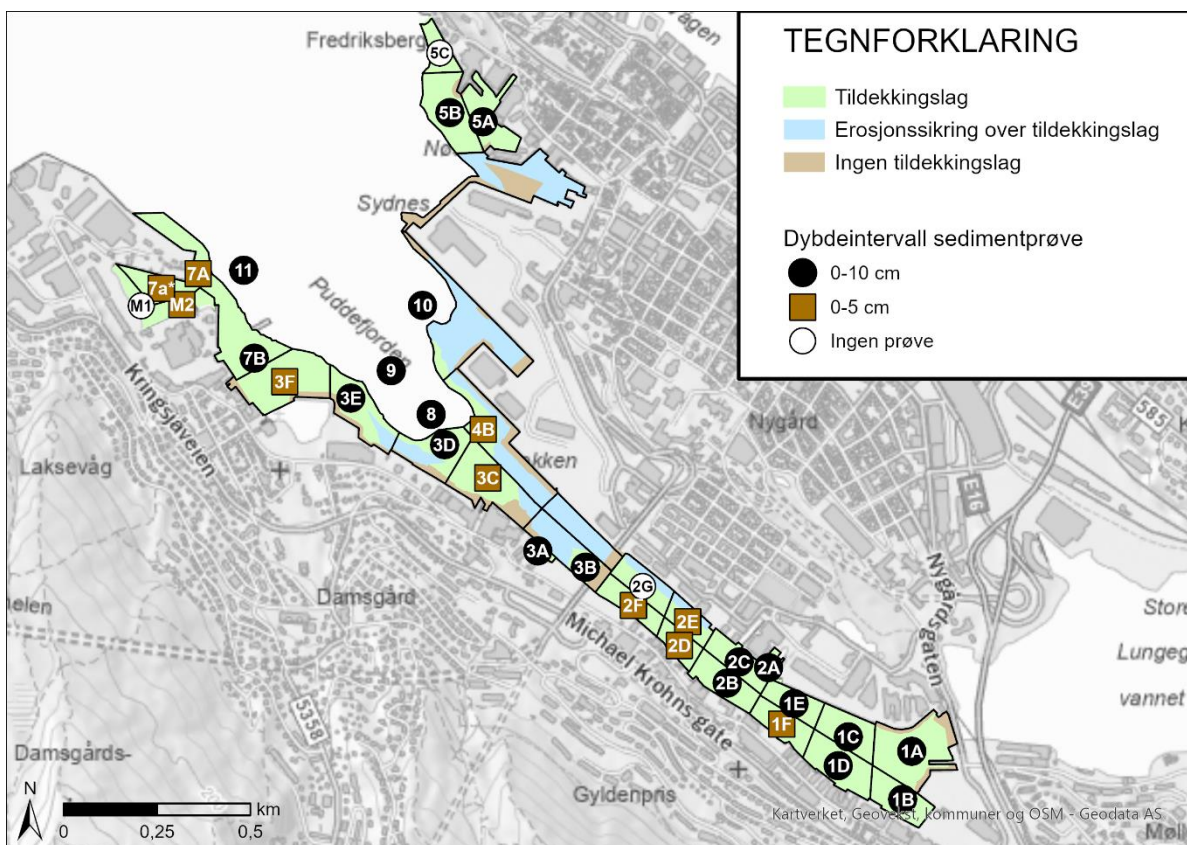 TEGNFORKLARING
Tildekkingslag
Erosjonssikring over tildekkingslag
Ingen tildekkingslag
Dybdeintervall sedimentprøve
0-10 cm
0-5 cm
Ingen prøve
Fredriksberg
5C
5B
5A
Sydnes
7A
11
7a*
M2
M1
10
Puddefjorden
7B
9
3F
3E
8
4B
3D
3C
Kringsjåveien
Laksevåg
Nygård
585
E16
3A
3B
2G
2F
2E
2D
Damsgård
Nygårdsgaten
Michael Krohns gate
2C
2A
2B
1E
1F
1C
1A
1D
1B
5358
Damsgårds-
Gyldenpris
Store
Lungeg
vannet
N
km
0
0,25
0,5
Kartverket, Geovekst, kommuner og OSM - Geodata AS